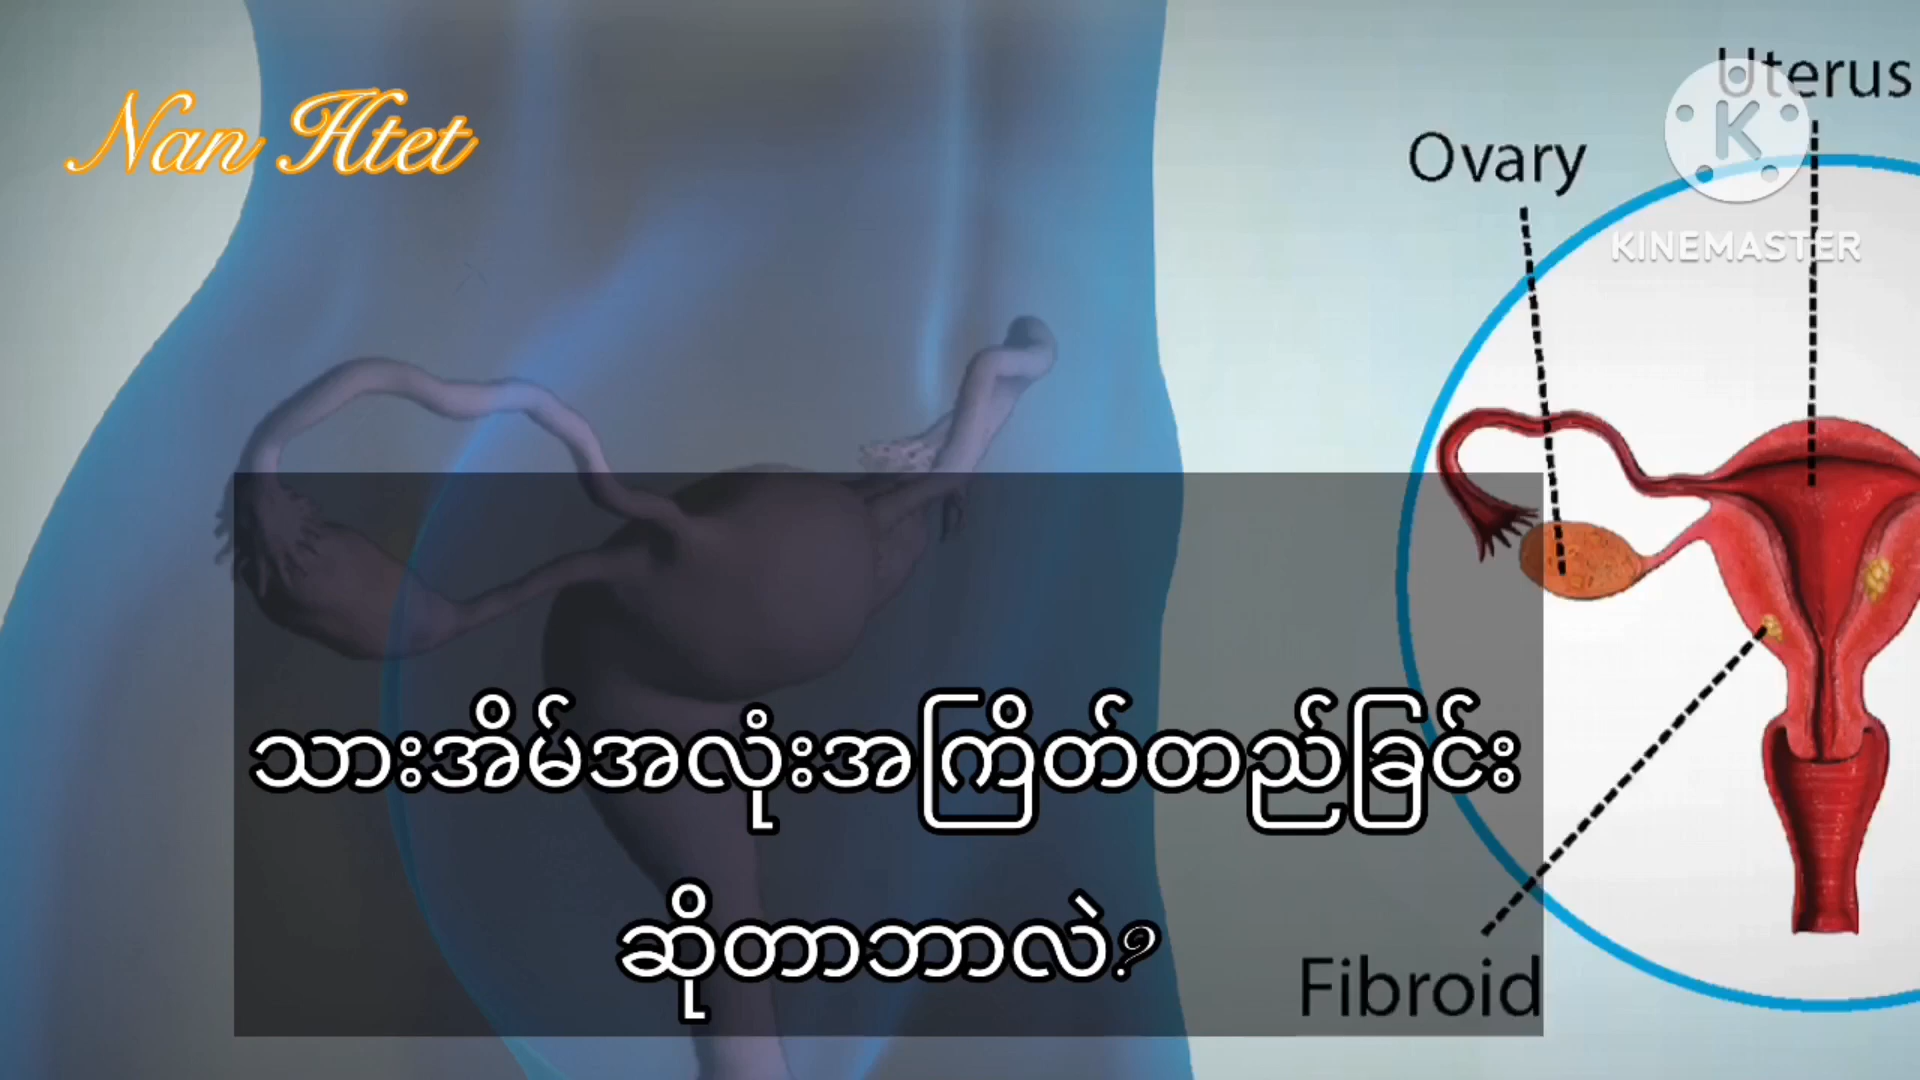 Nan Htet
Uterus
Ovary
KINEMASTER
သားအိမ်အလုံးအကြိတ်တည်ခြင်း
ဆိုတာဘာလဲ?
Fibroid